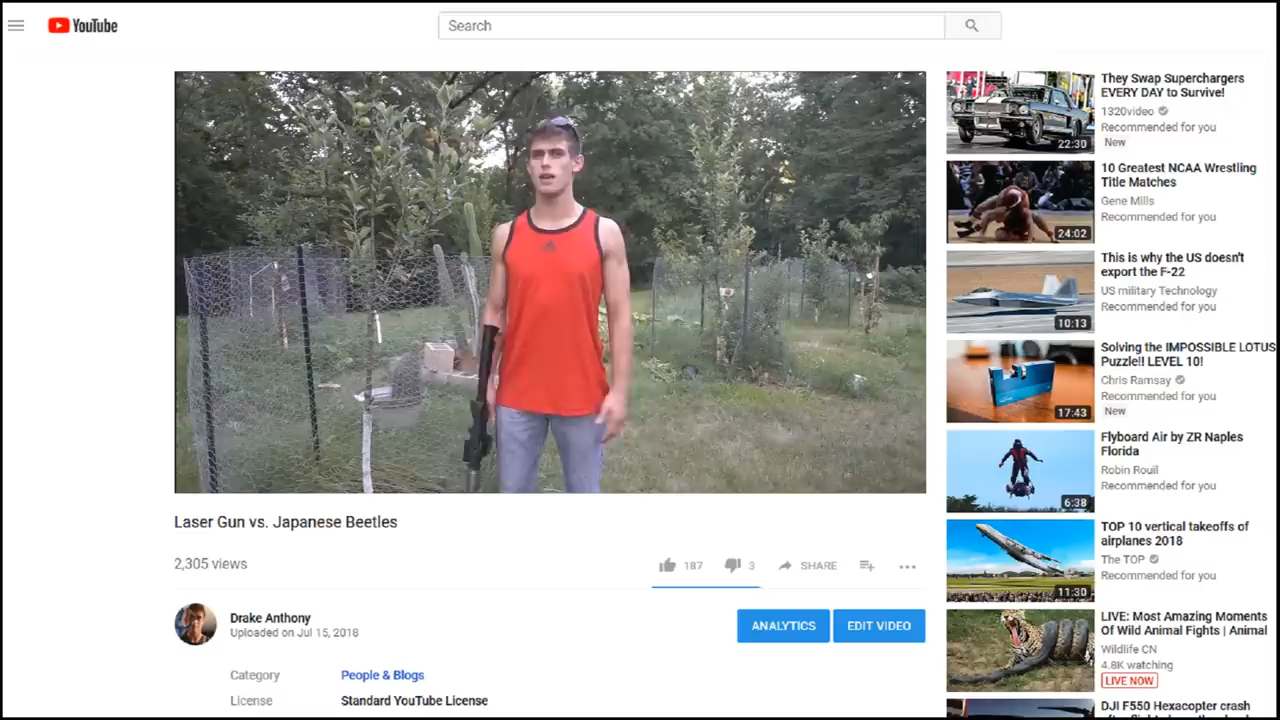 YouTube
Search
Laser Gun vs. Japanese Beetles
2,305 views
187
3
SHARE
Drake Anthony
Uploaded on Jul 15, 2018
ANALYTICS
EDIT VIDEO
Category
People & Blogs
License
Standard YouTube License
22:30
They Swap Superchargers
EVERY DAY to Survive!
1320video
Recommended for you
New
24:02
10 Greatest NCAA Wrestling
Title Matches
Gene Mills
Recommended for you
10:13
This is why the US doesn't
export the F-22
US military Technology
Recommended for you
17:43
Solving the IMPOSSIBLE LOTUS
Puzzle!! LEVEL 10!
Chris Ramsay
Recommended for you
New
6:38
Flyboard Air by ZR Naples
Florida
Robin Rouil
Recommended for you
11:30
TOP 10 vertical takeoffs of
airplanes 2018
The TOP
Recommended for you
LIVE: Most Amazing Moments
Of Wild Animal Fights | Animal
Wildlife CN
4.8K watching
LIVE NOW
DJI F550 Hexacopter crash